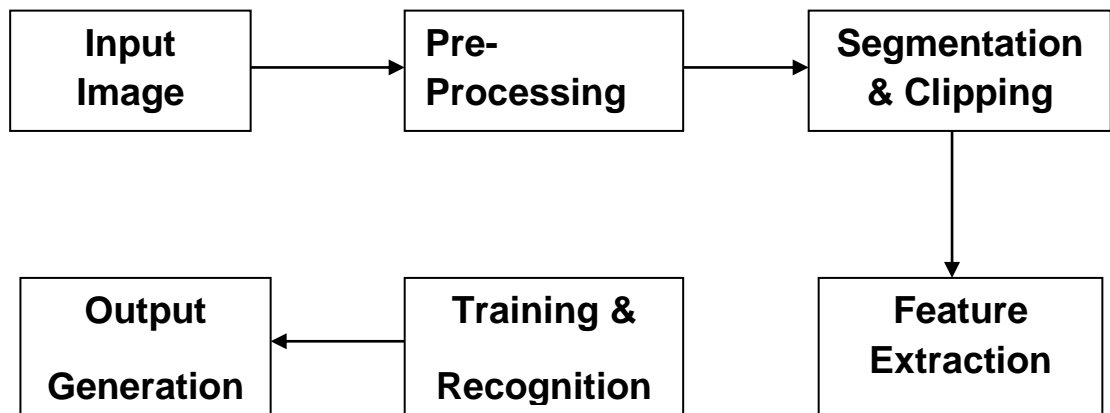 Input
Image
Pre-
Processing
Segmentation
& Clipping
Output
Generation
Training &
Recognition
Feature
Extraction